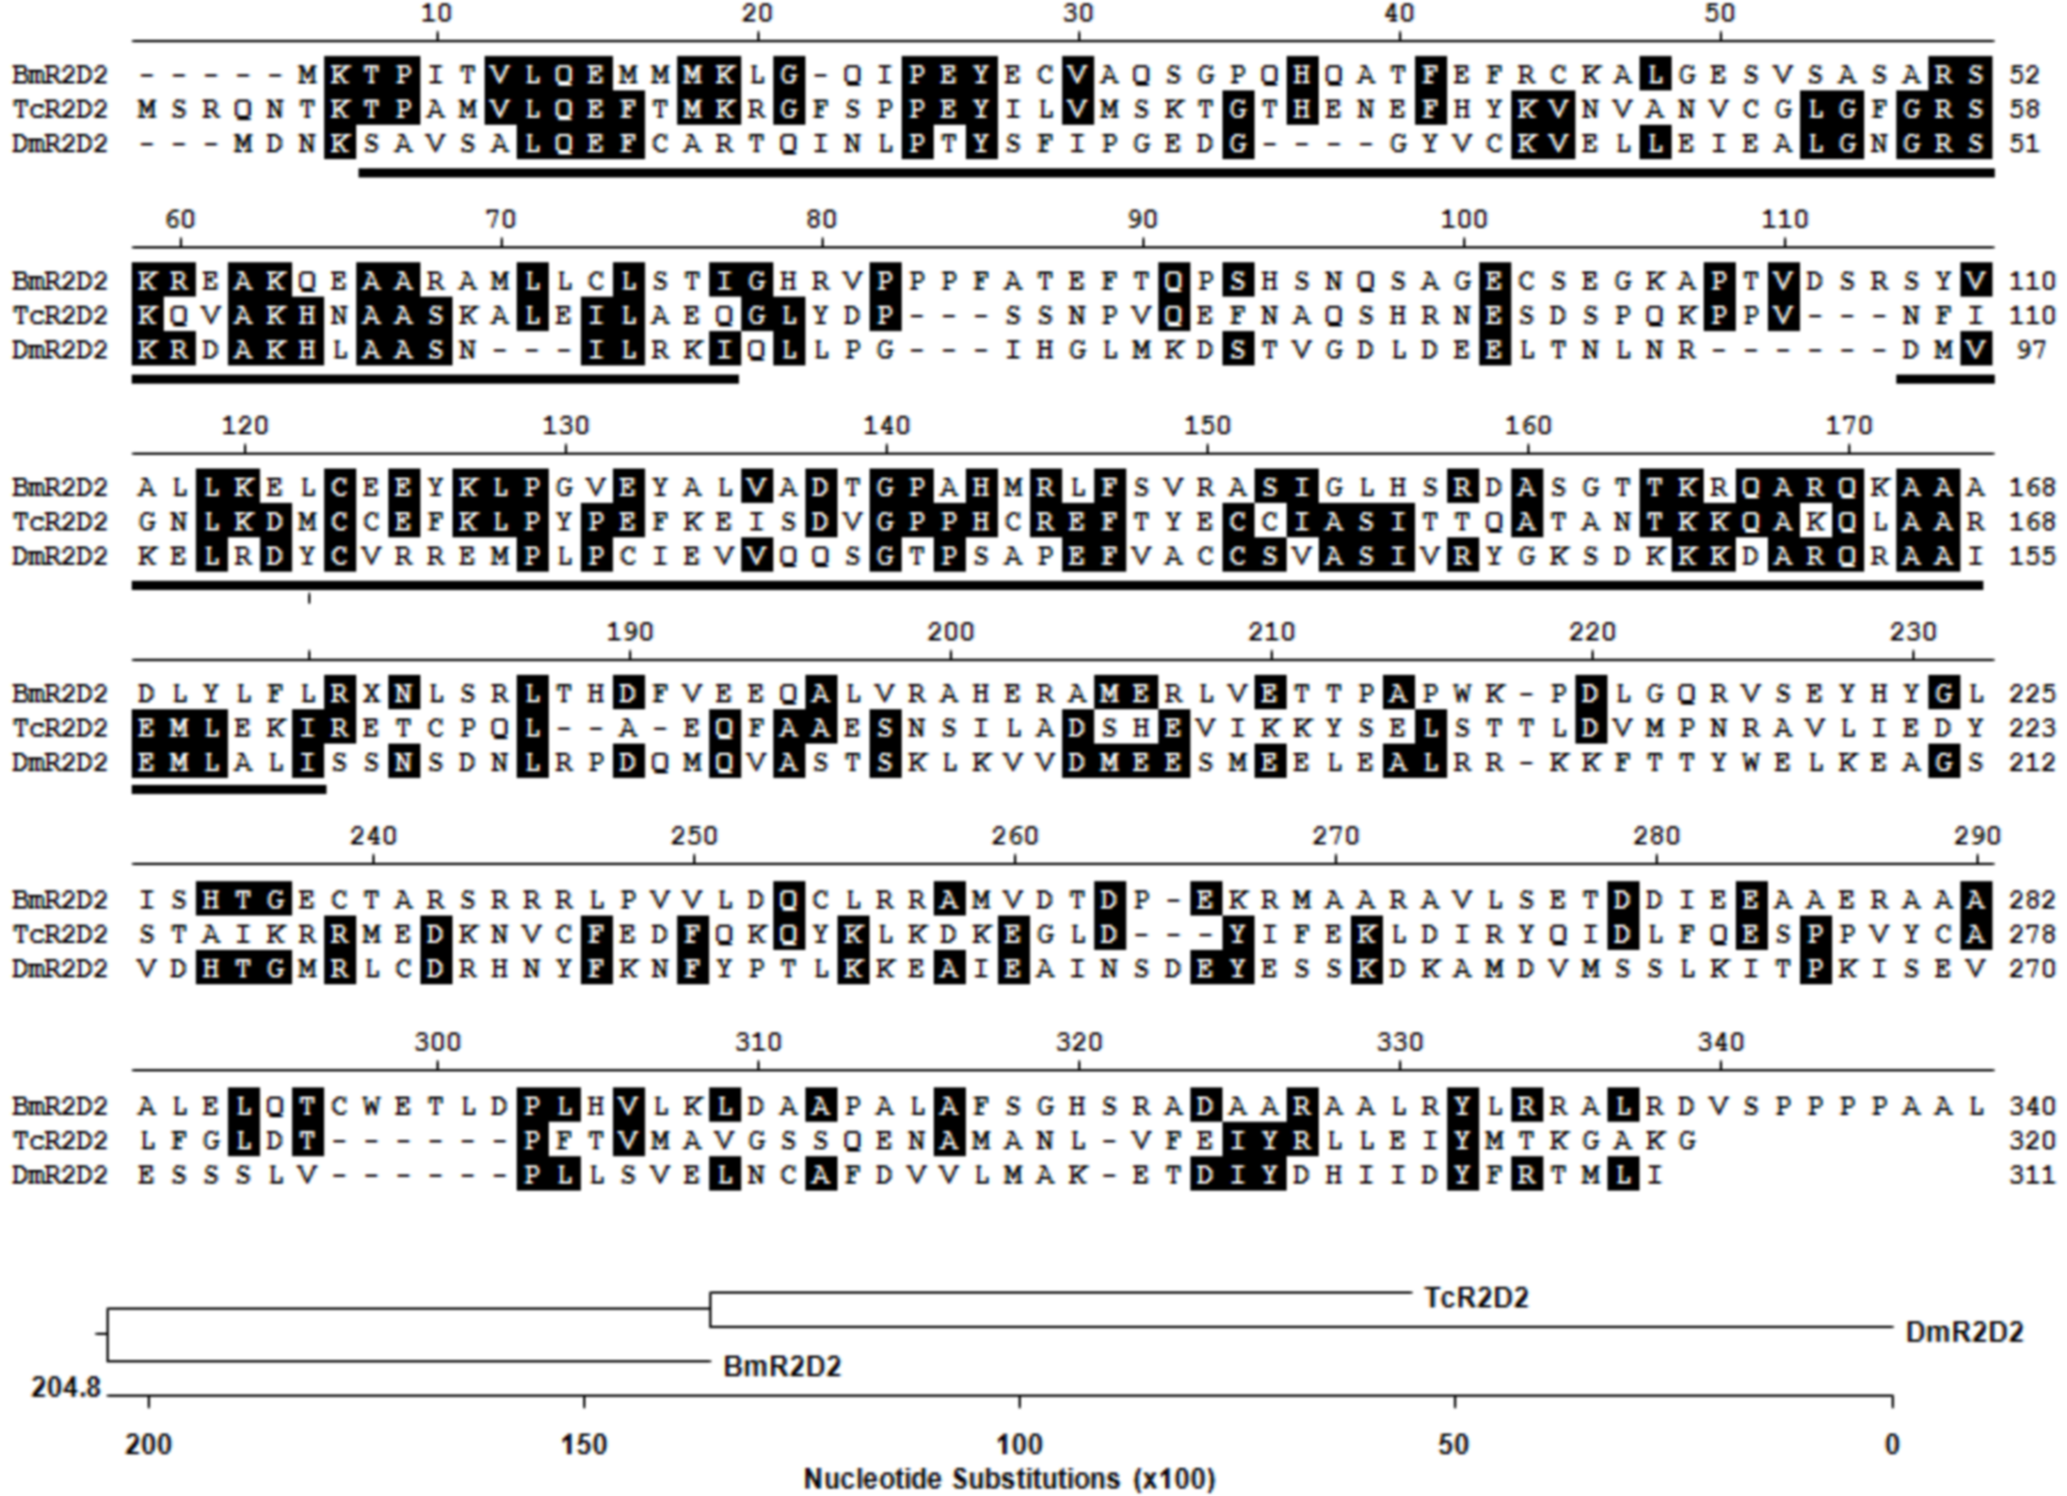 10 20 30 40 50
BmR2D2 - - - - - M K T P I T V L Q E M M M K L G - Q I P E Y E C V A Q S G P Q H Q A T F E F R C K A L G E S V S A S A R S 52
TcR2D2 M S R Q N T K T P A M V L Q E F T M K R G F S P P E Y I L V M S K T G T H E N E F H Y K V N V A N V C G L G F G R S 58
DmR2D2 - - - M D N K S A V S A L Q E F C A R T Q I N L P T Y S F I P G E D G - - - - G Y V C K V E L L E I E A L G N G R S 51
60 70 80 90 100 110
BmR2D2 K R E A K Q E A A R A M L L C L S T I G H R V P P P F A T E F T Q P S H S N Q S A G E C S E G K A P T V D S R S Y V 110
TcR2D2 K Q V A K H N A A S K A L E I L A E Q G L Y D P - - - S S N P V Q E F N A Q S H R N E S D S P Q K P P V - - - N F I 110
DmR2D2 K R D A K H L A A S N - - - I L R K I Q L L P G - - - I H G L M K D S T V G D L D E E L T N L N R - - - - - - D M V 97
120 130 140 150 160 170
BmR2D2 A L L K E L C E E Y K L P G V E Y A L V A D T G P A H M R L F S V R A S I G L H S R D A S G T T K R Q A R Q K A A A 168
TcR2D2 G N L K D M C C E F K L P Y P E F K E I S D V G P P H C R E F T Y E C C I A S I T T Q A T A N T K K Q A K Q L A A R 168
DmR2D2 K E L R D Y C V R R E M P L P C I E V V Q Q S G T P S A P E F V A C C S V A S I V R Y G K S D K K K D A R Q R A A I 155
190 200 210 220 230
BmR2D2 D L Y L F L R X N L S R L T H D F V E E Q A L V R A H E R A M E R L V E T T P A P W K - P D L G Q R V S E Y H Y G L 225
TcR2D2 E M L E K I R E T C P Q L - - A - E Q F A A E S N S I L A D S H E V I K K Y S E L S T T L D V M P N R A V L I E D Y 223
DmR2D2 E M L A L I S S N S D N L R P D Q M Q V A S T S K L K V V D M E E S M E E L E A L R R - K K F T T Y W E L K E A G S 212
240 250 260 270 280 290
BmR2D2 I S H T G E C T A R S R R R L P V V L D Q C L R R A M V D T D P - E K R M A A R A V L S E T D D I E E A A E R A A A 282
TcR2D2 S T A I K R R M E D K N V C F E D F Q K Q Y K L K D K E G L D - - - Y I F E K L D I R Y Q I D L F Q E S P P V Y C A 278
DmR2D2 V D H T G M R L C D R H N Y F K N F Y P T L K K E A I E A I N S D E Y E S S K D K A M D V M S S L K I T P K I S E V 270
300 310 320 330 340
BmR2D2 A L E L Q T C W E T L D P L H V L K L D A A P A L A F S G H S R A D A A R A A L R Y L R R A L R D V S P P P P A A L 340
TcR2D2 L F G L D T - - - - - - P F T V M A V G S S Q E N A M A N L - V F E I Y R L L E I Y M T K G A K G 320
DmR2D2 E S S S L V - - - - - - P L L S V E L N C A F D V V L M A K - E T D I Y D H I I D Y F R T M L I 311
TcR2D2
DmR2D2
BmR2D2
204.8
200 150 100 50 0
Nucleotide Substitutions (x100)